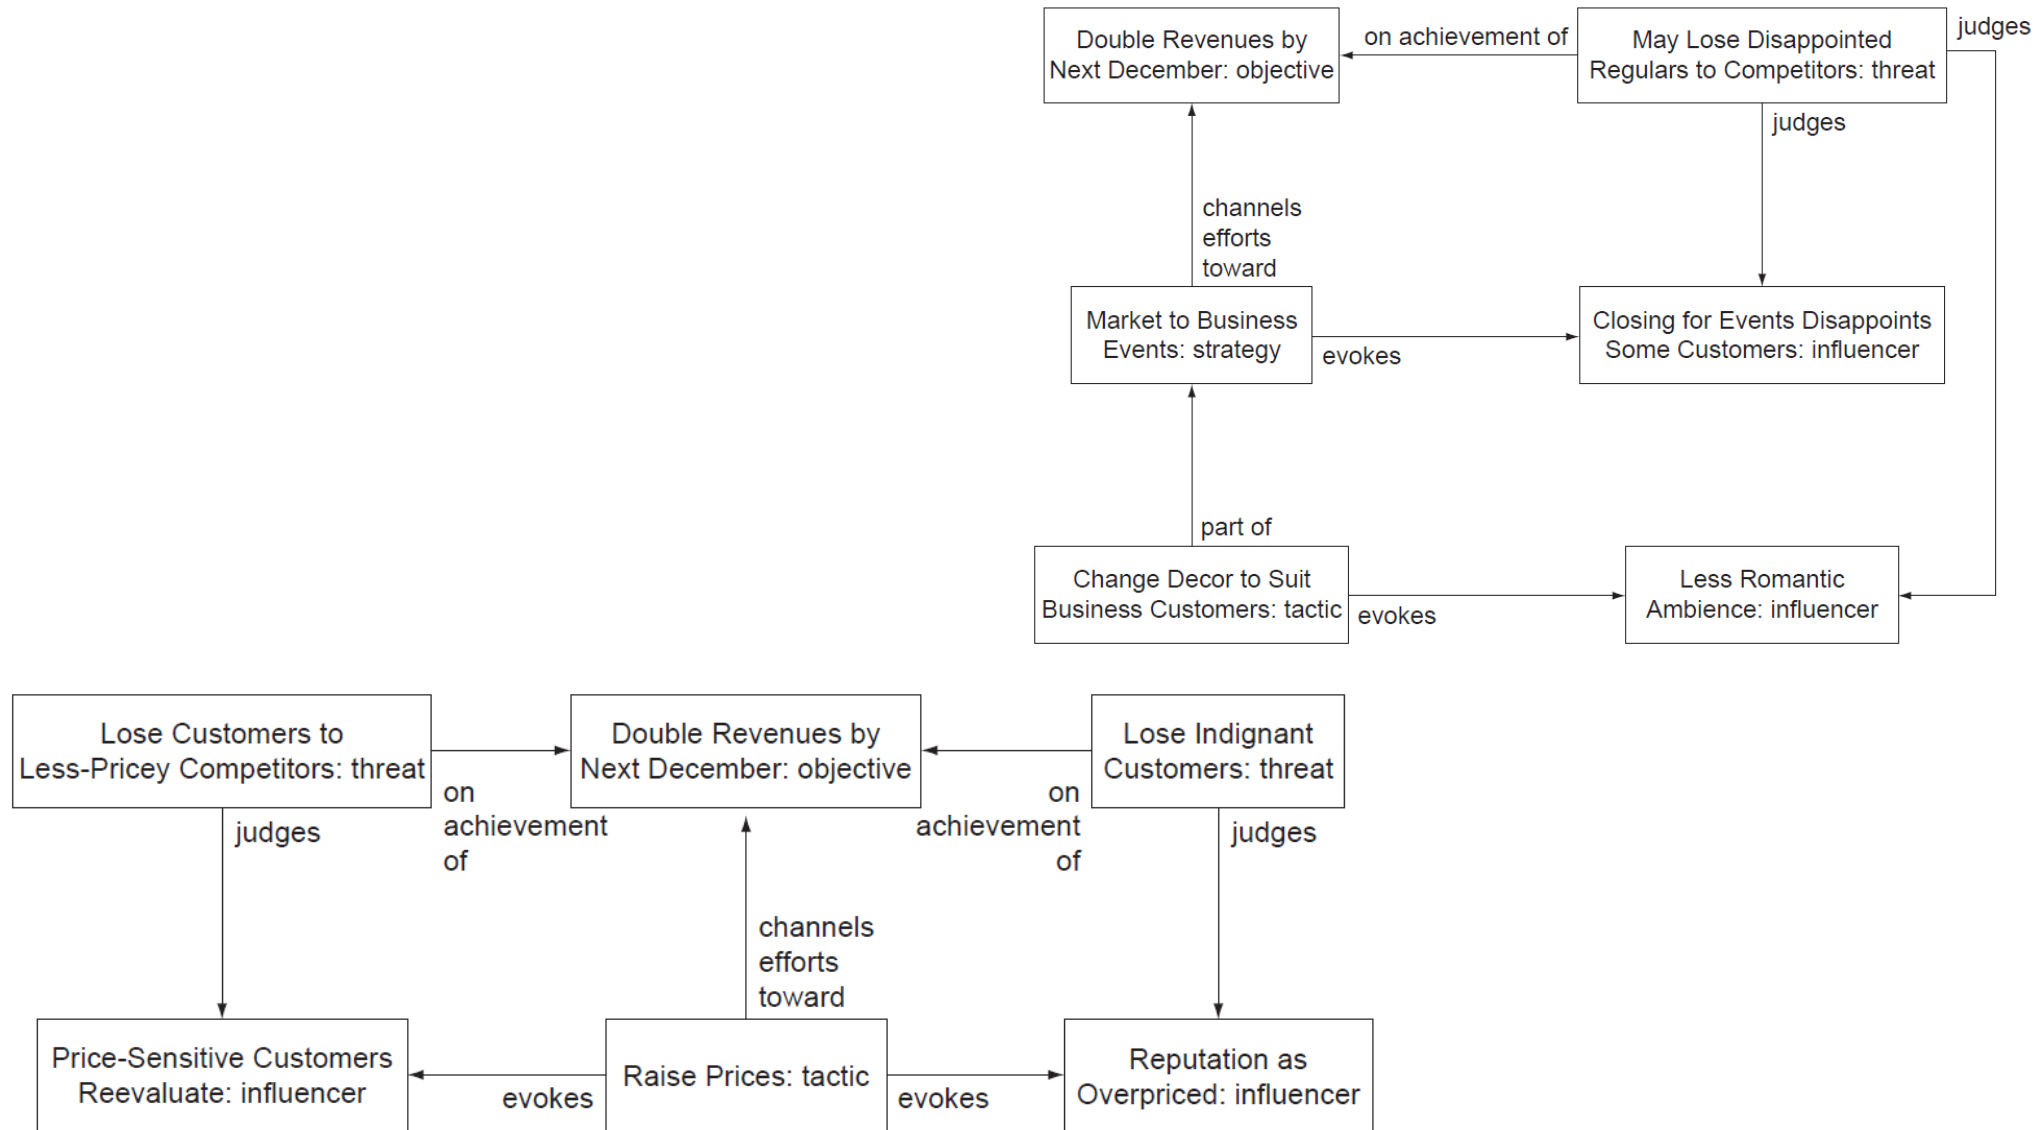 Double Revenues by
Next December: objective
on achievement of
May Lose Disappointed
Regulars to Competitors: threat
judges
judges
channels
efforts
toward
Market to Business
Events: strategy
evokes
Closing for Events Disappoints
Some Customers: influencer
part of
Change Decor to Suit
Business Customers: tactic
evokes
Less Romantic
Ambience: influencer
Lose Customers to
Less-Pricey Competitors: threat
Double Revenues by
Next December: objective
Lose Indignant
Customers: threat
on
achievement
of
on
achievement
of
judges
judges
channels
efforts
toward
Price-Sensitive Customers
Reevaluate: influencer
evokes
Raise Prices: tactic
evokes
Reputation as
Overpriced: influencer